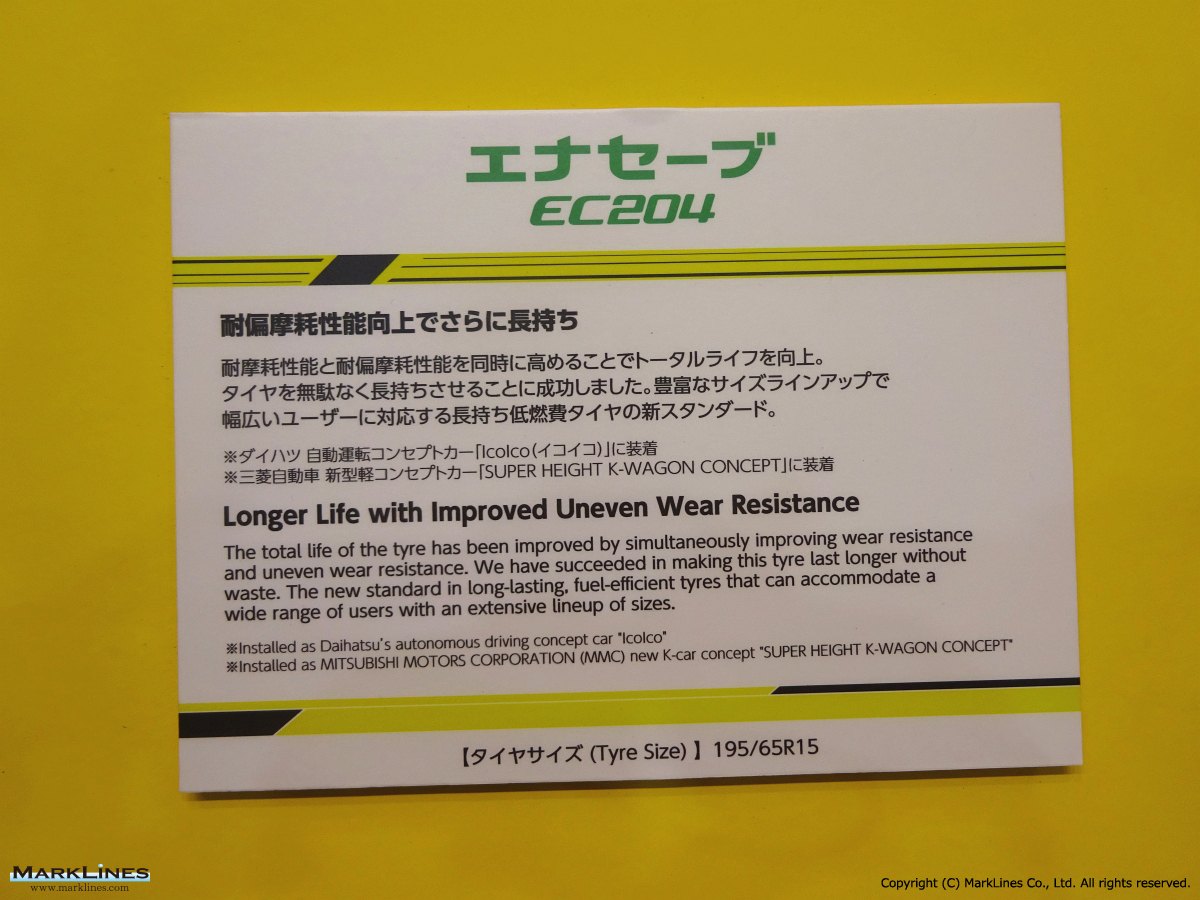 エナセーブ
EC204
耐偏摩耗性能向上でさらに長持ち
耐摩耗性能と耐偏摩耗性能を同時に高めることでトータルライフを向上。
タイヤを無駄なく長持ちさせることに成功しました。豊富なサイズラインアップで
幅広いユーザーに対応する長持ち低燃費タイヤの新スタンダード。
※ダイハツ 自動運転コンセプトカー「IcoIco(イコイコ)」に装着
※三菱自動車 新型軽コンセプトカー「SUPER HEIGHT K-WAGON CONCEPT」に装着
Longer Life with Improved Uneven Wear Resistance
The total life of the tyre has been improved by simultaneously improving wear resistance
and uneven wear resistance. We have succeeded in making this tyre last longer without
waste. The new standard in long-lasting, fuel-efficient tyres that can accommodate a
wide range of users with an extensive lineup of sizes.
※Installed as Daihatsu's autonomous driving concept car "IcoIco"
※Installed as MITSUBISHI MOTORS CORPORATION (MMC) new K-car concept "SUPER HEIGHT K-WAGON CONCEPT"
【タイヤサイズ (Tyre Size) 】 195/65R15
MARKLINES
www.marklines.com
Copyright (C) MarkLines Co., Ltd. All rights reserved.